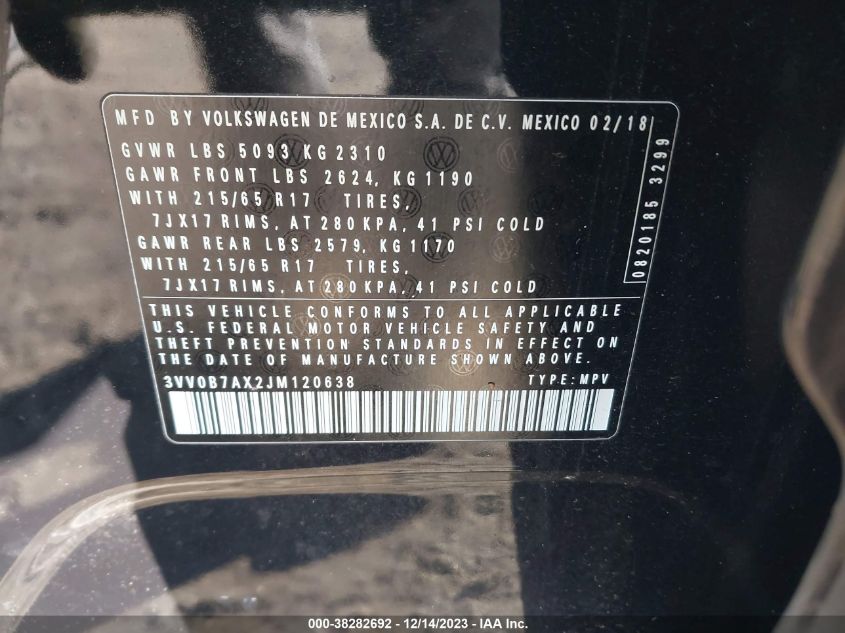 MFD BY VOLKSWAGEN DE MEXICO S.A. DE C.V. MEXICO 02/18
GVWR LBS 5093 KG 2310
GAWR FRONT LBS 2624, KG 1190
WITH 215/65 R17 TIRES,
7JX17 RIMS, AT 280 KPA, 41 PSI COLD
GAWR REAR LBS 2579, KG 1170
WITH 215/65 R17 TIRES,
7JX17 RIMS, AT 280 KPA, 41 PSI COLD
0820185 3299
THIS VEHICLE CONFORMS TO ALL APPLICABLE
U.S. FEDERAL MOTOR VEHICLE SAFETY AND
THEFT PREVENTION STANDARDS IN EFFECT ON
THE DATE OF MANUFACTURE SHOWN ABOVE.
3VV0B7AX2JM120638 TYPE: MPV
000-38282692 - 12/14/2023 - IAA Inc.